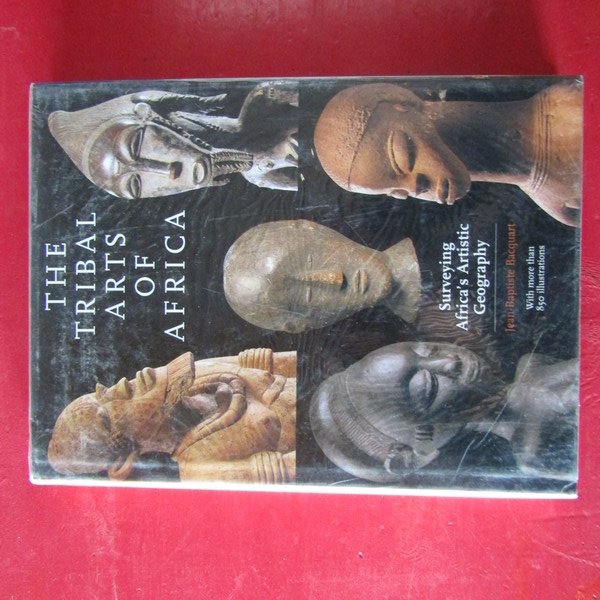 THE
TRIBAL
ARTS
OF
AFRICA
Surveying
Africa's Artistic
Geography
Jean-Baptiste Bacquart
With more than
850 illustrations